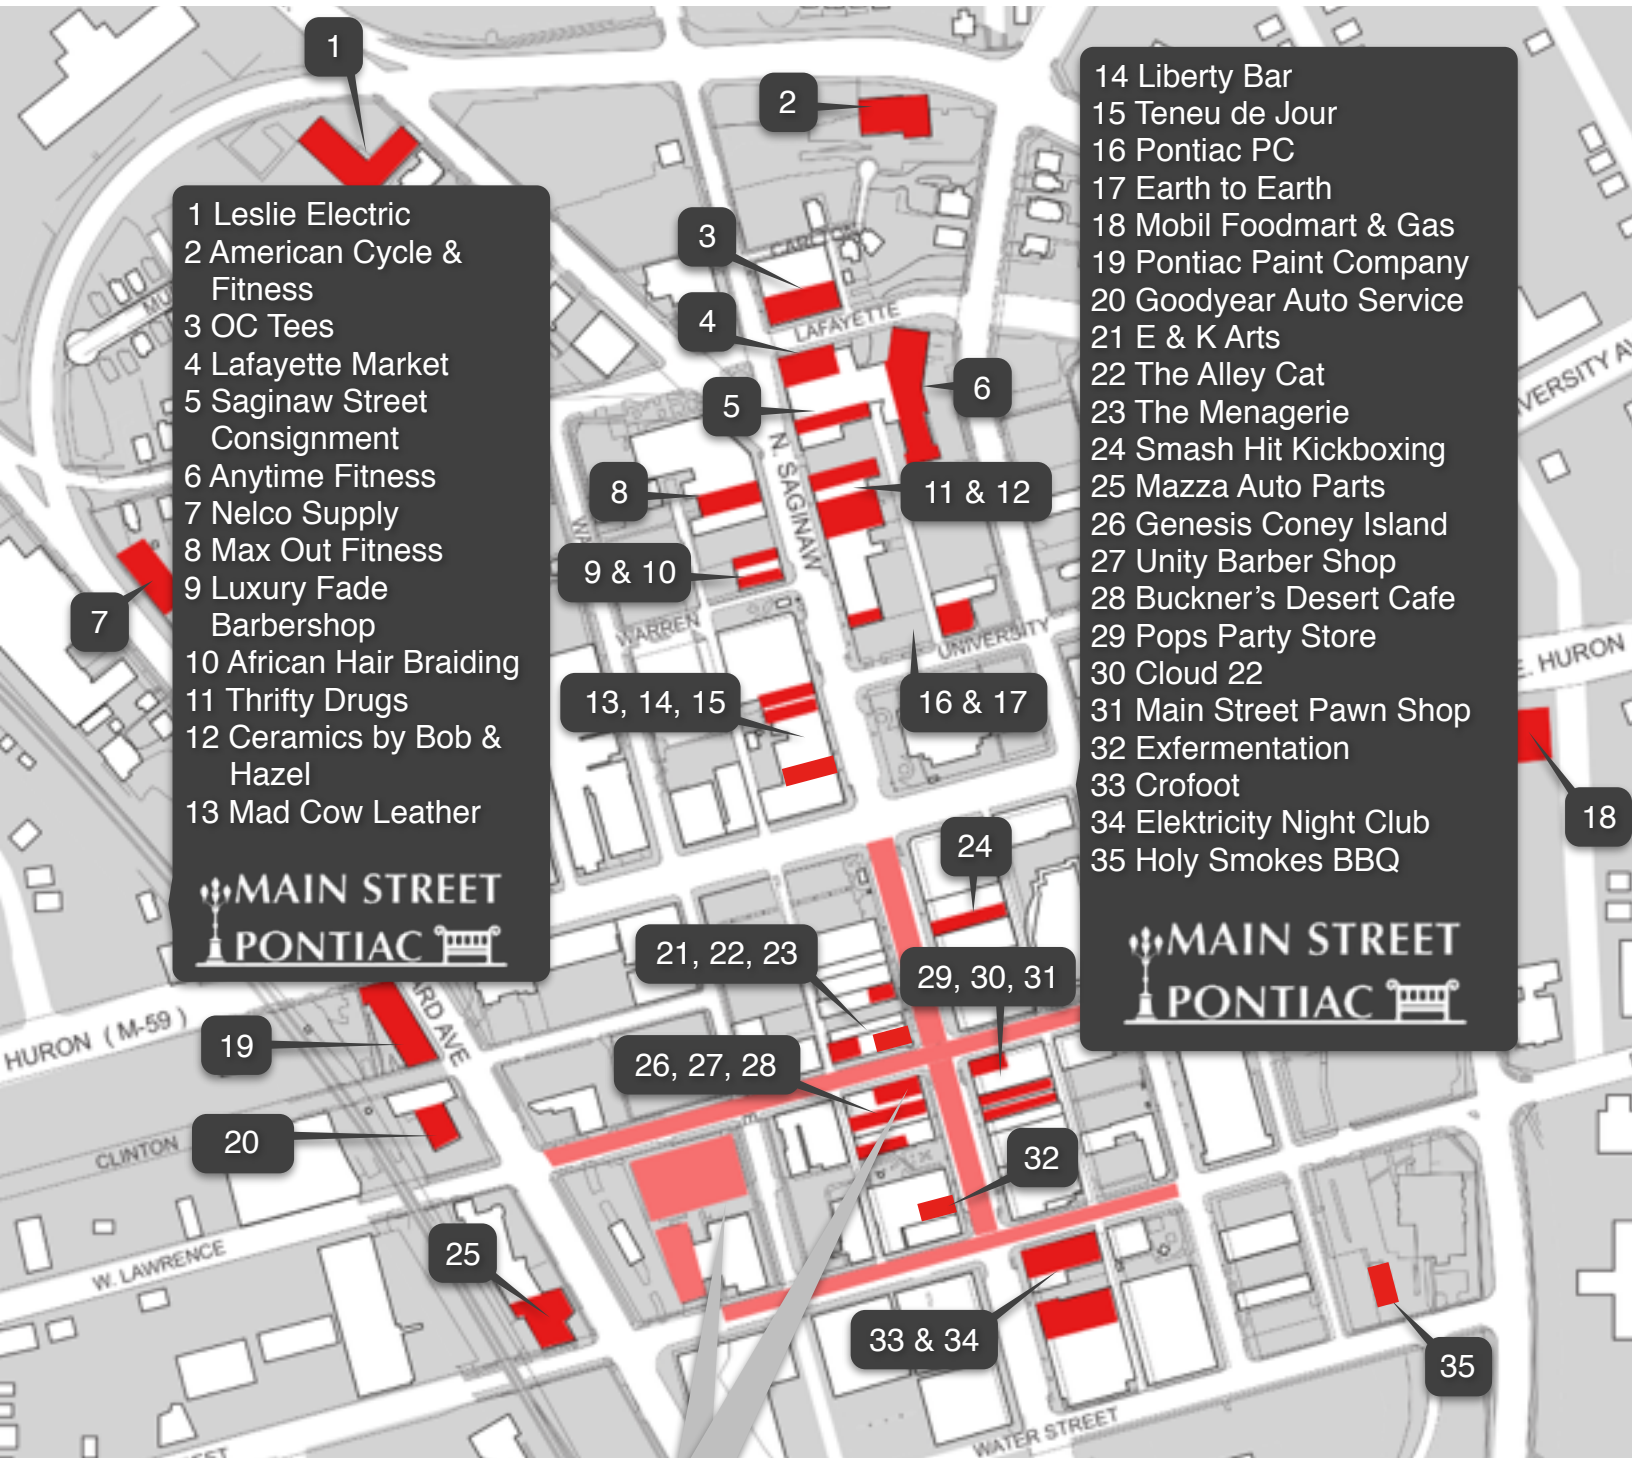 1
2
14 Liberty Bar
15 Teneu de Jour
16 Pontiac PC
17 Earth to Earth
18 Mobil Foodmart & Gas
19 Pontiac Paint Company
20 Goodyear Auto Service
21 E & K Arts
22 The Alley Cat
23 The Menagerie
24 Smash Hit Kickboxing
25 Mazza Auto Parts
26 Genesis Coney Island
27 Unity Barber Shop
28 Buckner's Desert Cafe
29 Pops Party Store
30 Cloud 22
31 Main Street Pawn Shop
32 Exfermentation
33 Crofoot
34 Elektricity Night Club
35 Holy Smokes BBQ
MAIN STREET
PONTIAC
1 Leslie Electric
2 American Cycle &
Fitness
3 OC Tees
4 Lafayette Market
5 Saginaw Street
Consignment
6 Anytime Fitness
7 Nelco Supply
8 Max Out Fitness
9 Luxury Fade
Barbershop
10 African Hair Braiding
11 Thrifty Drugs
12 Ceramics by Bob &
Hazel
13 Mad Cow Leather
MAIN STREET
PONTIAC
3
CARLTON
4
LAFAYETTE
5
6
N. SAGINAW
8
11 & 12
9 & 10
7
WARREN
UNIVERSITY
E. HURON
13, 14, 15
16 & 17
18
24
21, 22, 23
29, 30, 31
HURON ( M-59 )
19
26, 27, 28
20
CLINTON
32
25
W. LAWRENCE
33 & 34
35
WATER STREET